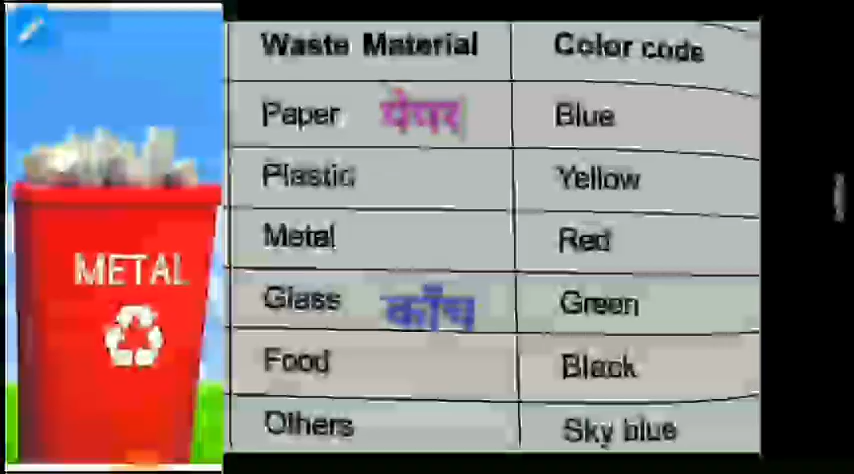 METAL
Waste Material Color code
Paper पेपर Blue
Plastic Yellow
Metal Red
Glass काँच Green
Food Black
Others Sky blue